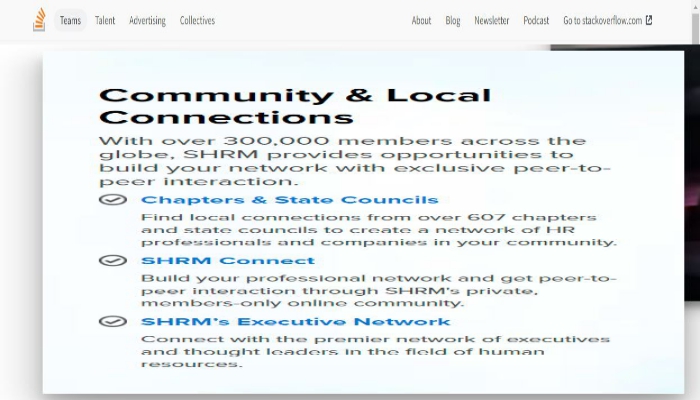 Teams Talent Advertising Collectives About Blog Newsletter Podcast Go to stackoverflow.com
Community & Local
Connections
With over 300,000 members across the
globe, SHRM provides opportunities to
build your network with exclusive peer-to-
peer interaction.
Chapters & State Councils
Find local connections from over 607 chapters
and state councils to create a network of HR
professionals and companies in your community.
SHRM Connect
Build your professional network and get peer-to-
peer interaction through SHRM's private,
members-only online community.
SHRM's Executive Network
Connect with the premier network of executives
and thought leaders in the field of human
resources.